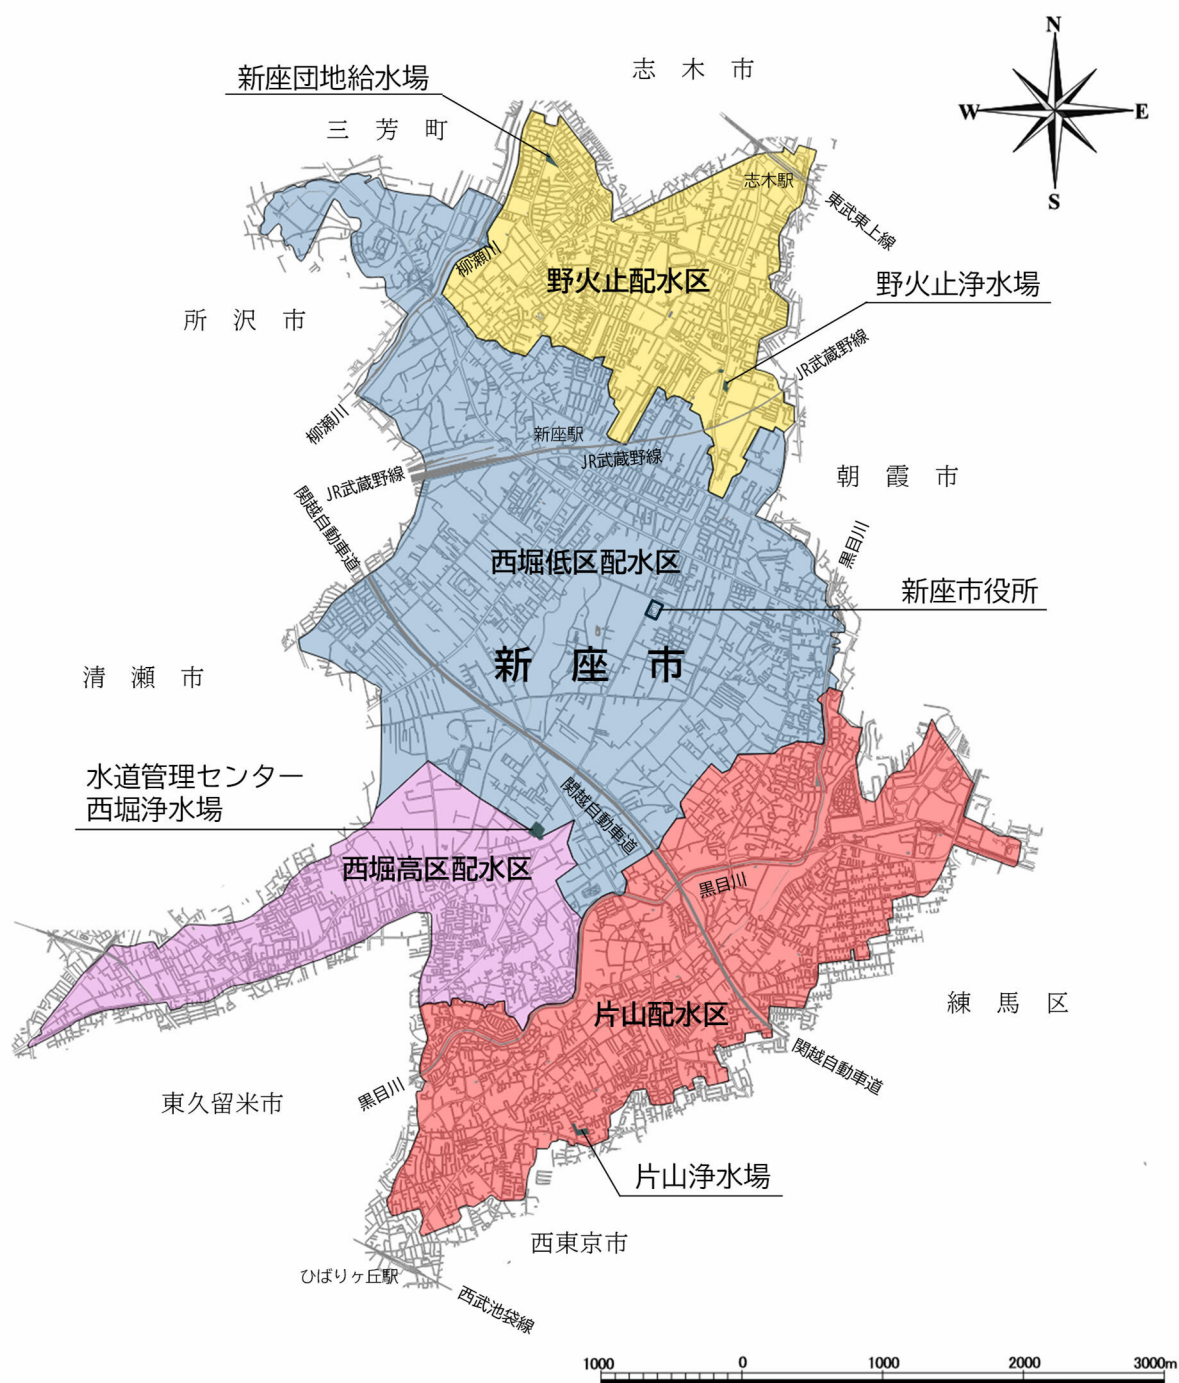 N
志 木 市
新座団地給水場
W
E
三 芳 町
志木駅
S
東武東上線
柳瀬川
野火止配水区
野火止浄水場
所 沢 市
JR武蔵野線
柳瀬川
新座駅
JR武蔵野線
JR武蔵野線
朝 霞 市
関越自動車道
黒目川
西堀低区配水区
新座市役所
新 座 市
清 瀬 市
水道管理センター
西堀浄水場
関越自動車道
西堀高区配水区
黒目川
片山配水区
練 馬 区
関越自動車道
黒目川
東久留米市
片山浄水場
西東京市
ひばりヶ丘駅
西武池袋線
1000 0 1000 2000 3000m